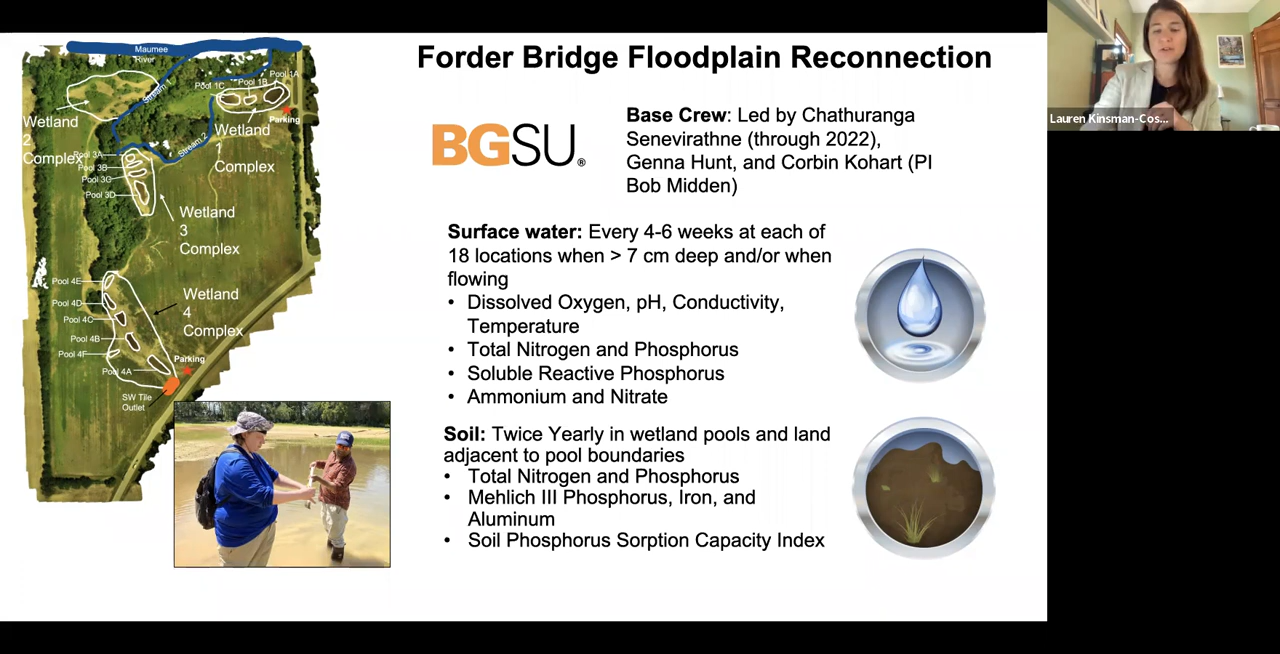 Forder Bridge Floodplain Reconnection
Maumee
River
Stream 1
Pool 1C
Pool 1B
Pool 1A
Parking
Wetland
2
Complex
Wetland
1
Complex
Stream 2
Pool 3A
Pool 3B
Pool 3C
Pool 3D
Wetland
3
Complex
Pool 4E
Pool 4D
Pool 4C
Pool 4B
Pool 4F
Pool 4A
Wetland
4
Complex
Parking
SW Tile
Outlet
BGSU®
Base Crew: Led by Chathuranga
Senevirathne (through 2022),
Genna Hunt, and Corbin Kohart (PI
Bob Midden)
Surface water: Every 4-6 weeks at each of
18 locations when > 7 cm deep and/or when
flowing
• Dissolved Oxygen, pH, Conductivity,
Temperature
• Total Nitrogen and Phosphorus
• Soluble Reactive Phosphorus
• Ammonium and Nitrate
Soil: Twice Yearly in wetland pools and land
adjacent to pool boundaries
• Total Nitrogen and Phosphorus
• Mehlich III Phosphorus, Iron, and
Aluminum
• Soil Phosphorus Sorption Capacity Index
Lauren Kinsman-Cos...